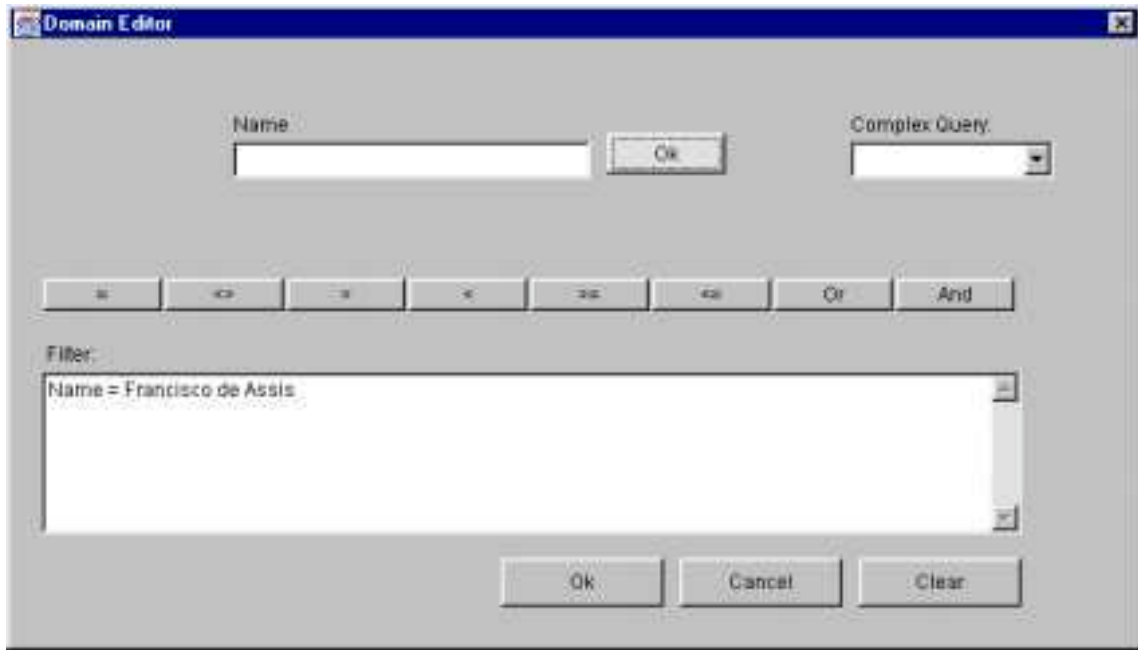 Domain Editor
Name
Ok
Complex Query:
= <> > < >= <= Or And
Filter:
Name = Francisco de Assis
Ok Cancel Clear